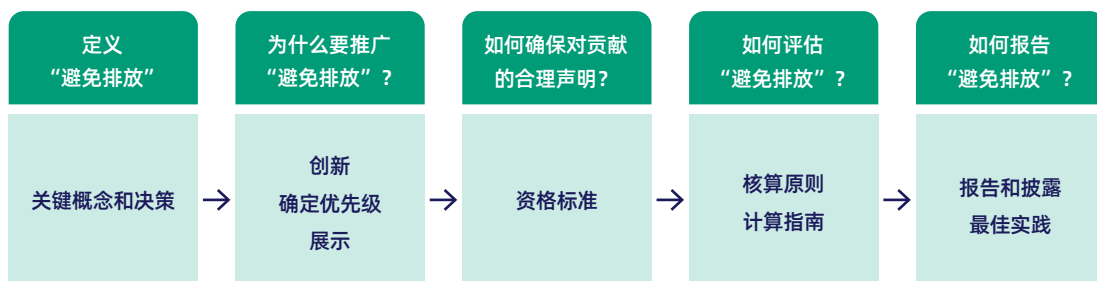 定义
“避免排放”
为什么要推广
“避免排放”？
如何确保对贡献
的合理声明？
如何评估
“避免排放”？
如何报告
“避免排放”？
关键概念和决策
创新
确定优先级
展示
资格标准
核算原则
计算指南
报告和披露
最佳实践